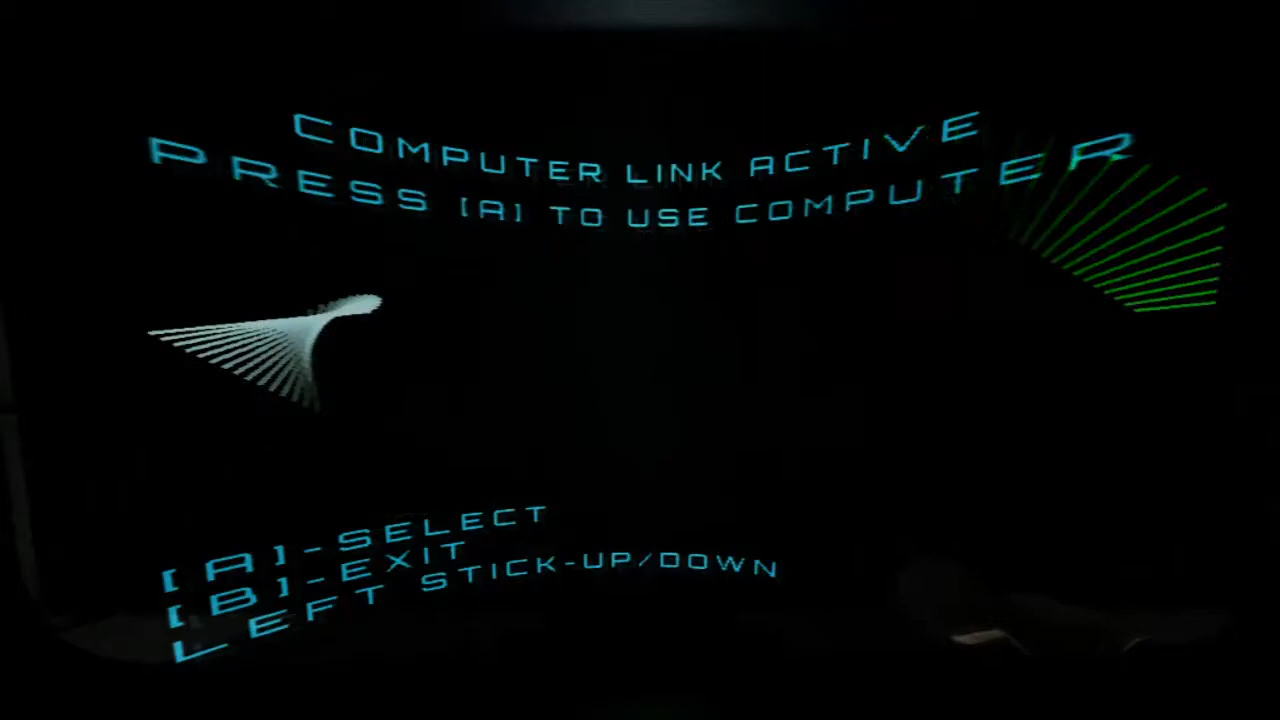 COMPUTER LINK ACTIVE
PRESS [A] TO USE COMPUTER
[A]-SELECT
[B]-EXIT
LEFT STICK-UP/DOWN